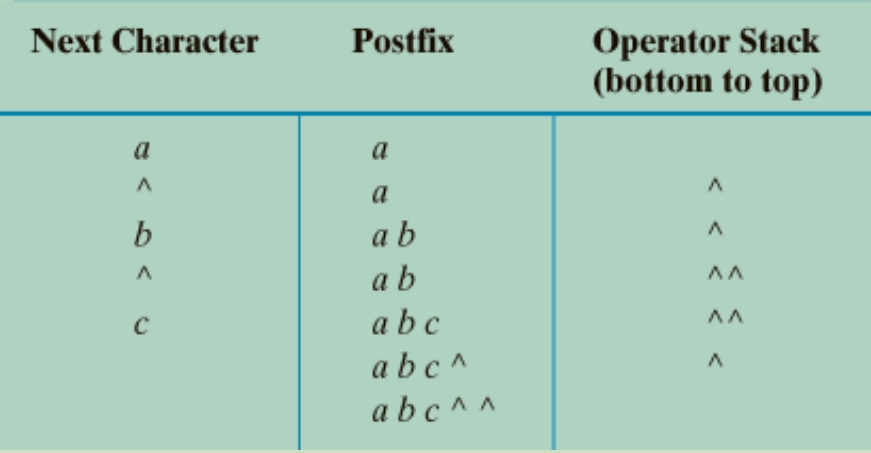 Next Character Postfix Operator Stack
(bottom to top)
a a
^ a ^
b a b ^
^ a b ^ ^
c a b c ^ ^
a b c ^ ^
a b c ^ ^